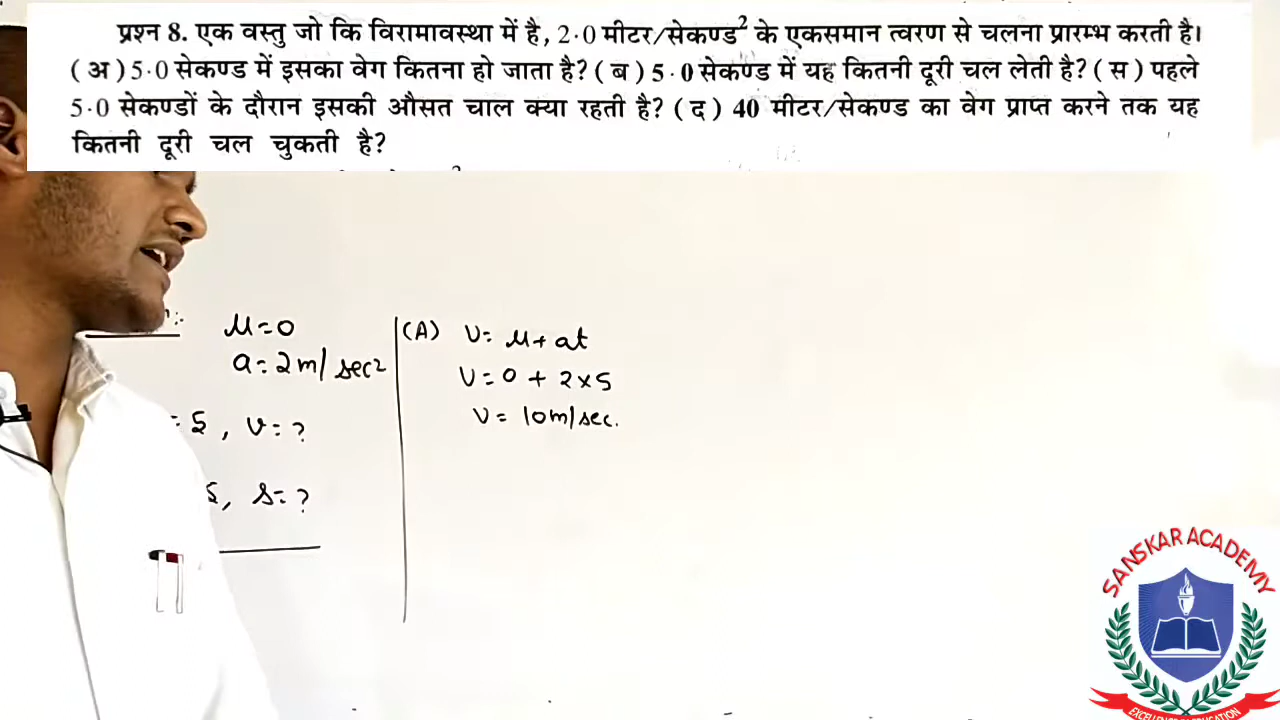 प्रश्न 8. एक वस्तु जो कि विरामावस्था में है, 2·0 मीटर/सेकण्ड² के एकसमान त्वरण से चलना प्रारम्भ करती है।
(अ) 5·0 सेकण्ड में इसका वेग कितना हो जाता है? (ब) 5·0 सेकण्ड में यह कितनी दूरी चल लेती है? (स) पहले
5·0 सेकण्डों के दौरान इसकी औसत चाल क्या रहती है? (द) 40 मीटर/सेकण्ड का वेग प्राप्त करने तक यह
कितनी दूरी चल चुकती है?
u=0
a=2m/sec2
=5, v=?
5, s=?
(A) v= u+at
v=0+2×5
v= 10m/sec.
SANSKAR ACADEMY